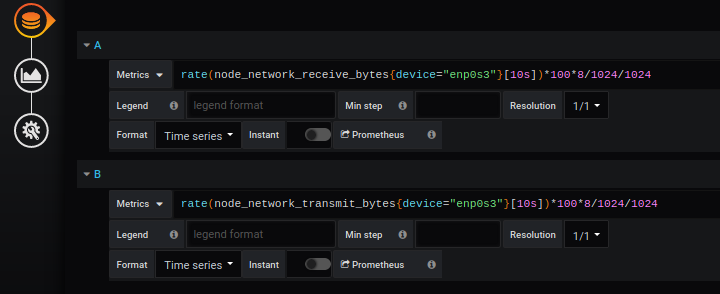 A
Metrics rate(node_network_receive_bytes{device="enp0s3"}[10s])*100*8/1024/1024
Legend legend format Min step Resolution 1/1
Format Time series Instant Prometheus
B
Metrics rate(node_network_transmit_bytes{device="enp0s3"}[10s])*100*8/1024/1024
Legend legend format Min step Resolution 1/1
Format Time series Instant Prometheus